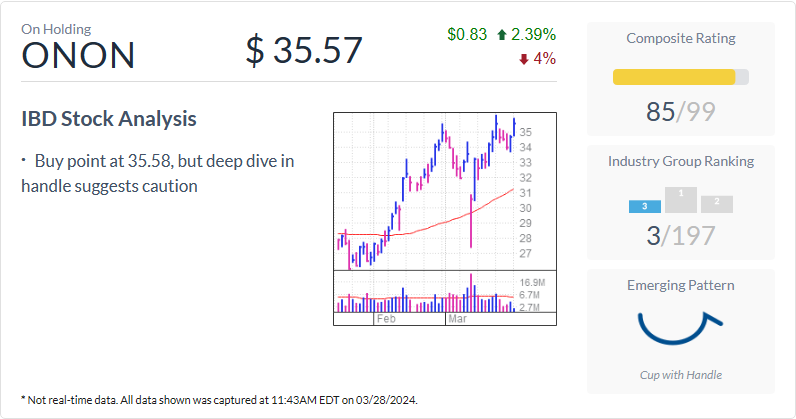 On Holding
ONON
$ 35.57
$0.83 2.39%
4%
IBD Stock Analysis
· Buy point at 35.58, but deep dive in
handle suggests caution
35
34
33
32
31
30
29
28
27
16.9M
6.7M
2.7M
Feb
Mar
* Not real-time data. All data shown was captured at 11:43AM EDT on 03/28/2024.
Composite Rating
85/99
Industry Group Ranking
3
1
2
3/197
Emerging Pattern
Cup with Handle